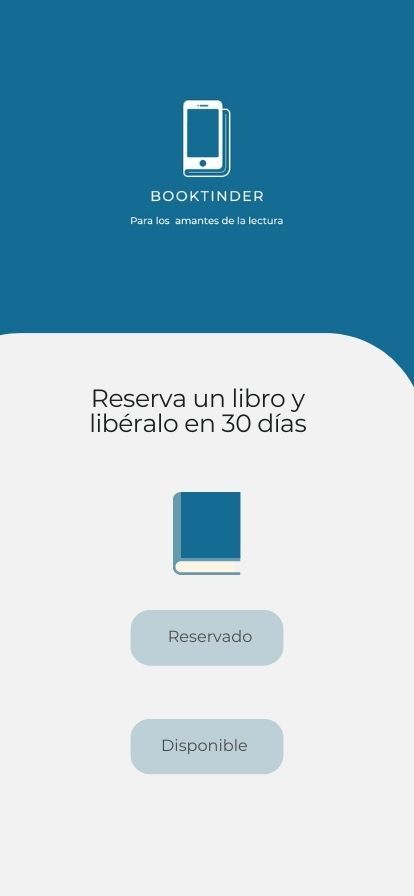 BOOKTINDER
Para los amantes de la lectura
Reserva un libro y
libéralo en 30 días
Reservado
Disponible